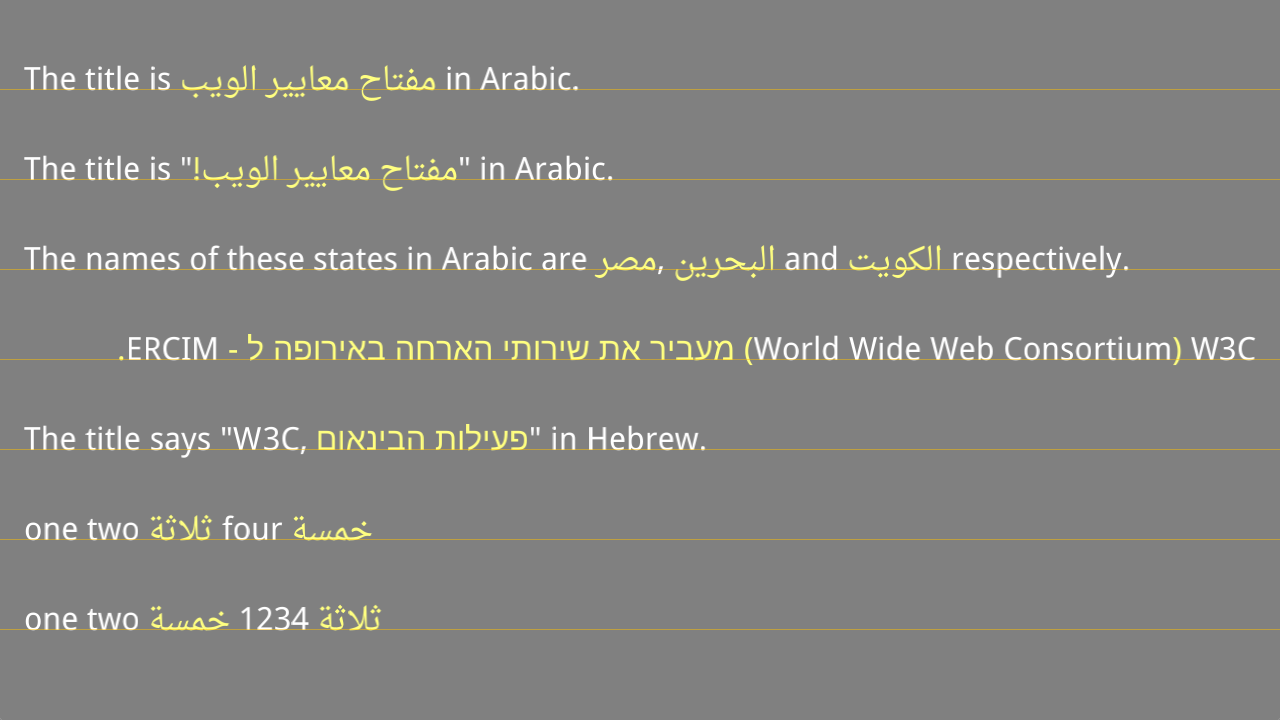 The title is مفتاح معايير الويب in Arabic.
The title is "مفتاح معايير الويب!" in Arabic.
The names of these states in Arabic are مصر, البحرين and الكويت respectively.
W3C (World Wide Web Consortium) מעביר את שירותי הארחה באירופה ל - ERCIM.
The title says "W3C, פעילות הבינאום" in Hebrew.
one two ثلاثة four خمسة
one two ثلاثة 1234 خمسة